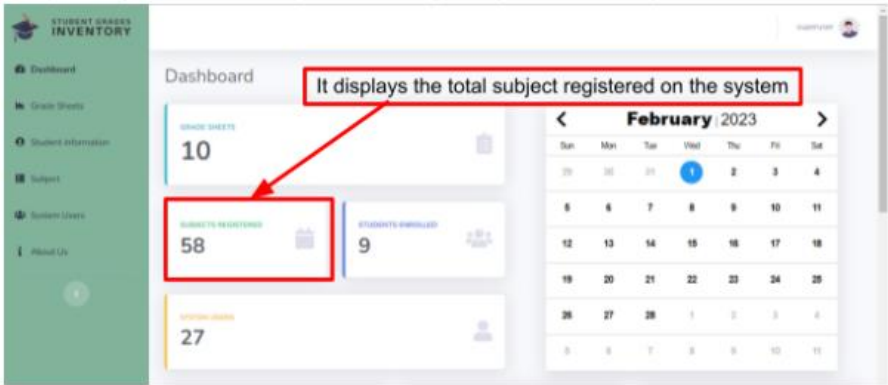 STUDENT GRADES
INVENTORY
superuser
Dashboard
Grade Sheets
Student Information
Subject
System Users
About Us
Dashboard
It displays the total subject registered on the system
GRADE SHEETS
10
SUBJECTS REGISTERED
58
STUDENTS ENROLLED
9
SYSTEM USERS
27
February 2023
Sun Mon Tue Wed Thu Fri Sat
29 30 31 1 2 3 4
5 6 7 8 9 10 11
12 13 14 15 16 17 18
19 20 21 22 23 24 25
26 27 28 1 2 3 4
5 6 7 8 9 10 11